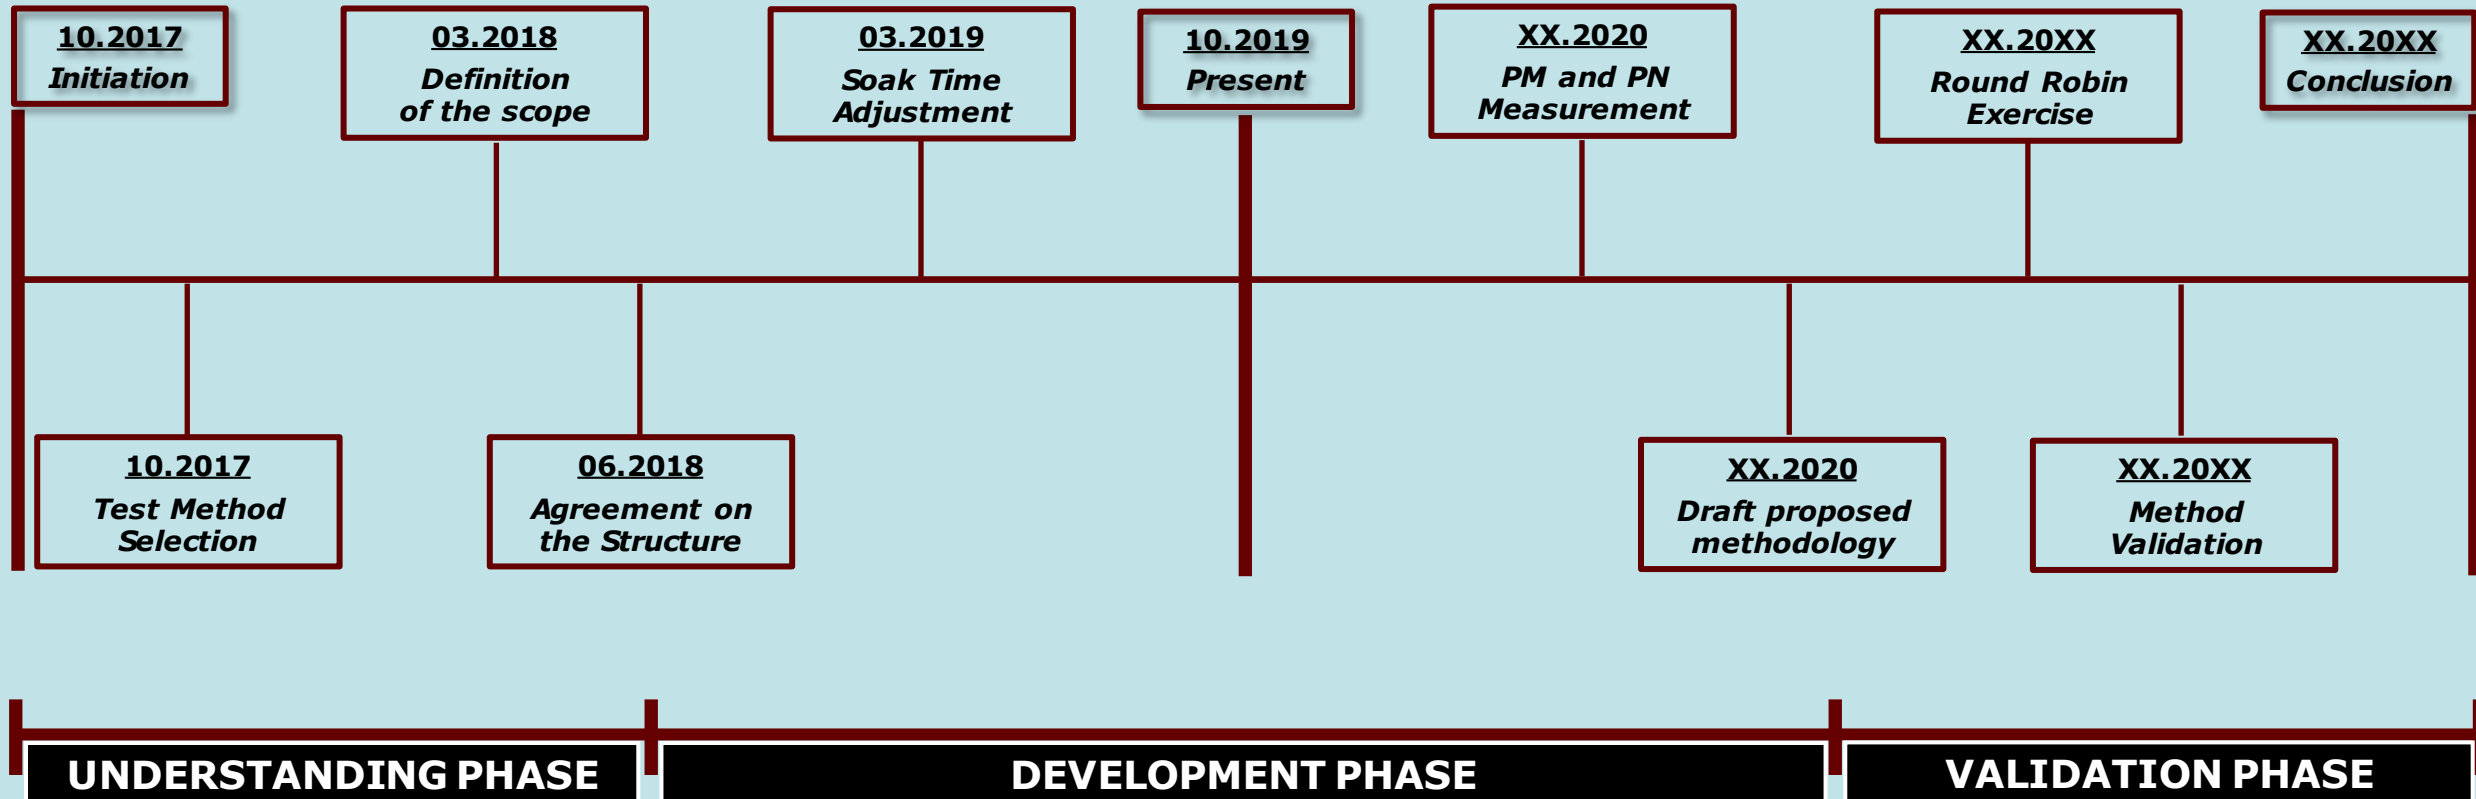 10.2017
Initiation
03.2018
Definition
of the scope
03.2019
Soak Time
Adjustment
10.2019
Present
XX.2020
PM and PN
Measurement
XX.20XX
Round Robin
Exercise
XX.20XX
Conclusion
10.2017
Test Method
Selection
06.2018
Agreement on
the Structure
XX.2020
Draft proposed
methodology
XX.20XX
Method
Validation
UNDERSTANDING PHASE
DEVELOPMENT PHASE
VALIDATION PHASE